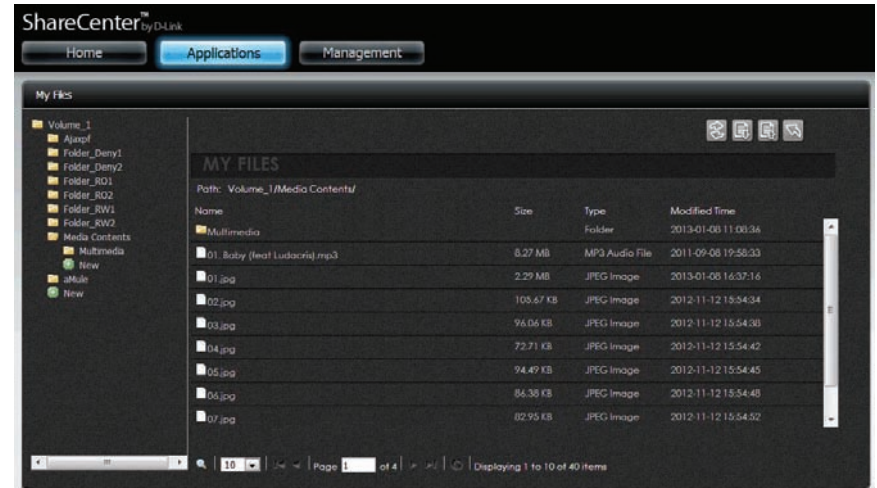 ShareCenter™ by D-Link
Home Applications Management
My Files
Volume_1
Ajaxpf
Folder_Deny1
Folder_Deny2
Folder_RO1
Folder_RO2
Folder_RW1
Folder_RW2
Media Contents
Multimedia
New
aMule
New
MY FILES
Path: Volume_1/Media Contents/
Name Size Type Modified Time
Multimedia Folder 2013-01-08 11:08:36
01. Baby (feat Ludacris).mp3 8.27 MB MP3 Audio File 2011-09-08 19:58:33
01.jpg 2.29 MB JPEG Image 2013-01-08 16:37:16
02.jpg 105.67 KB JPEG Image 2012-11-12 15:54:34
03.jpg 96.06 KB JPEG Image 2012-11-12 15:54:38
04.jpg 72.71 KB JPEG Image 2012-11-12 15:54:42
05.jpg 94.49 KB JPEG Image 2012-11-12 15:54:45
06.jpg 86.38 KB JPEG Image 2012-11-12 15:54:48
07.jpg 82.95 KB JPEG Image 2012-11-12 15:54:52
10 Page 1 of 4 Displaying 1 to 10 of 40 items